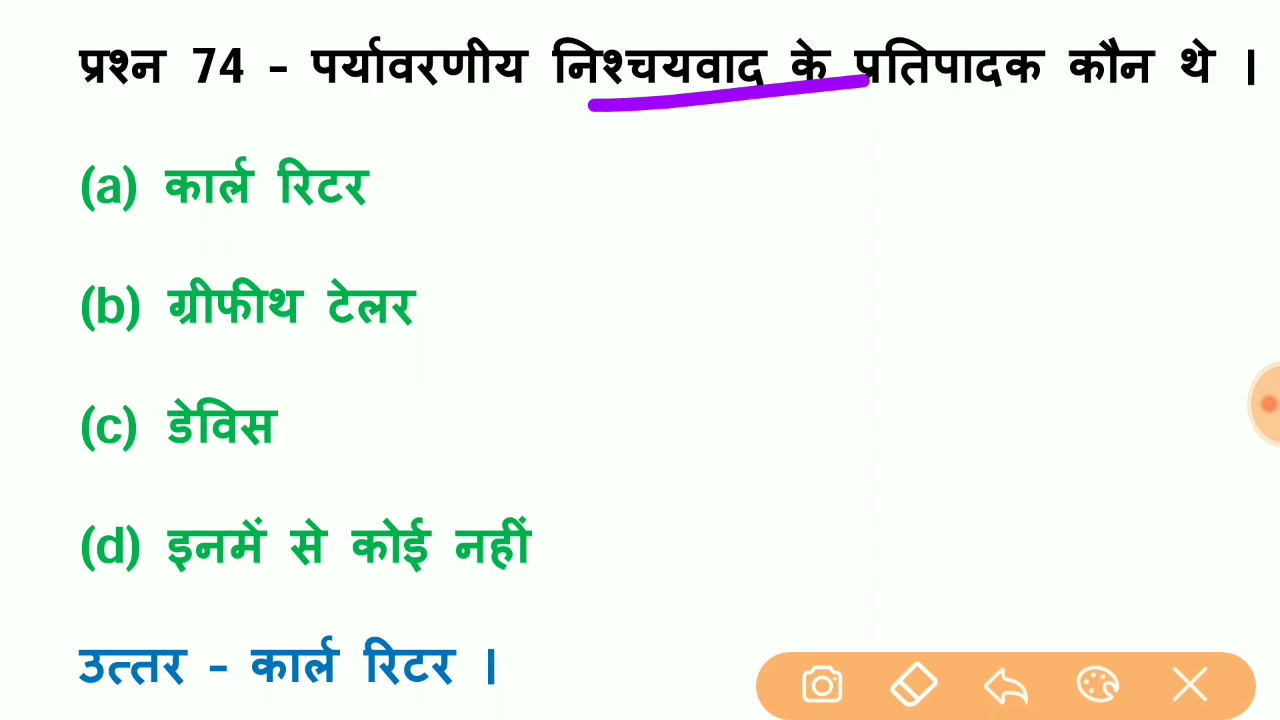 प्रश्न 74 – पर्यावरणीय निश्चयवाद के प्रतिपादक कौन थे ।
(a) कार्ल रिटर
(b) ग्रीफीथ टेलर
(c) डेविस
(d) इनमें से कोई नहीं
उत्तर – कार्ल रिटर ।